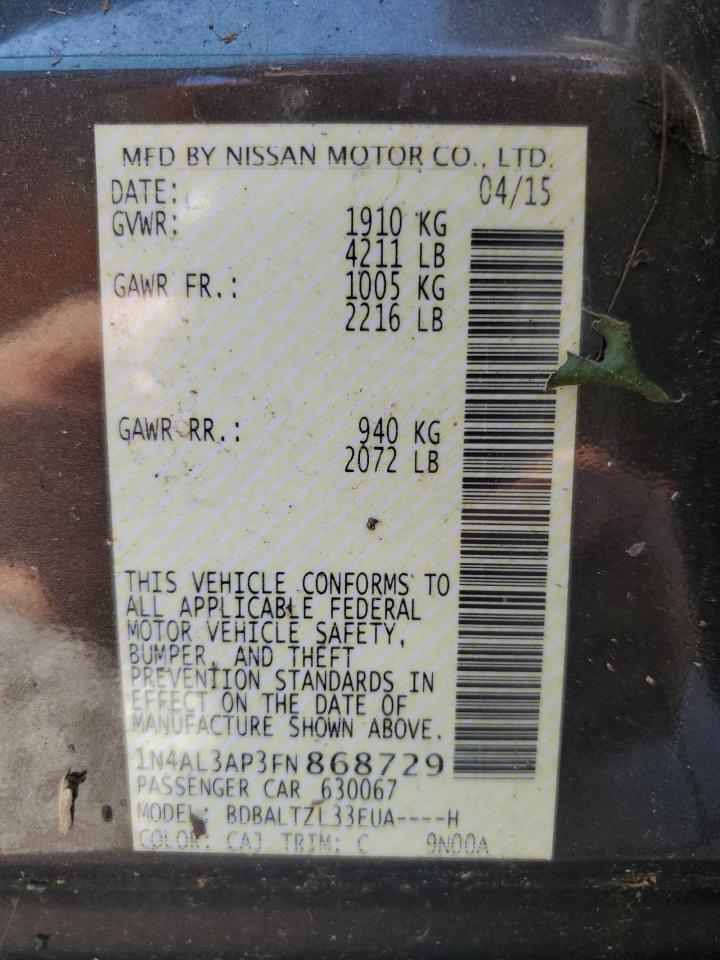 MFD BY NISSAN MOTOR CO., LTD.
DATE: 04/15
GVWR: 1910 KG
4211 LB
GAWR FR.: 1005 KG
2216 LB
GAWR RR.: 940 KG
2072 LB
THIS VEHICLE CONFORMS TO
ALL APPLICABLE FEDERAL
MOTOR VEHICLE SAFETY,
BUMPER, AND THEFT
PREVENTION STANDARDS IN
EFFECT ON THE DATE OF
MANUFACTURE SHOWN ABOVE.
1N4AL3AP3FN868729
PASSENGER CAR 630067
MODEL: BDBALTZL33EUA----H
COLOR: CAJ TRIM: C 9N00A